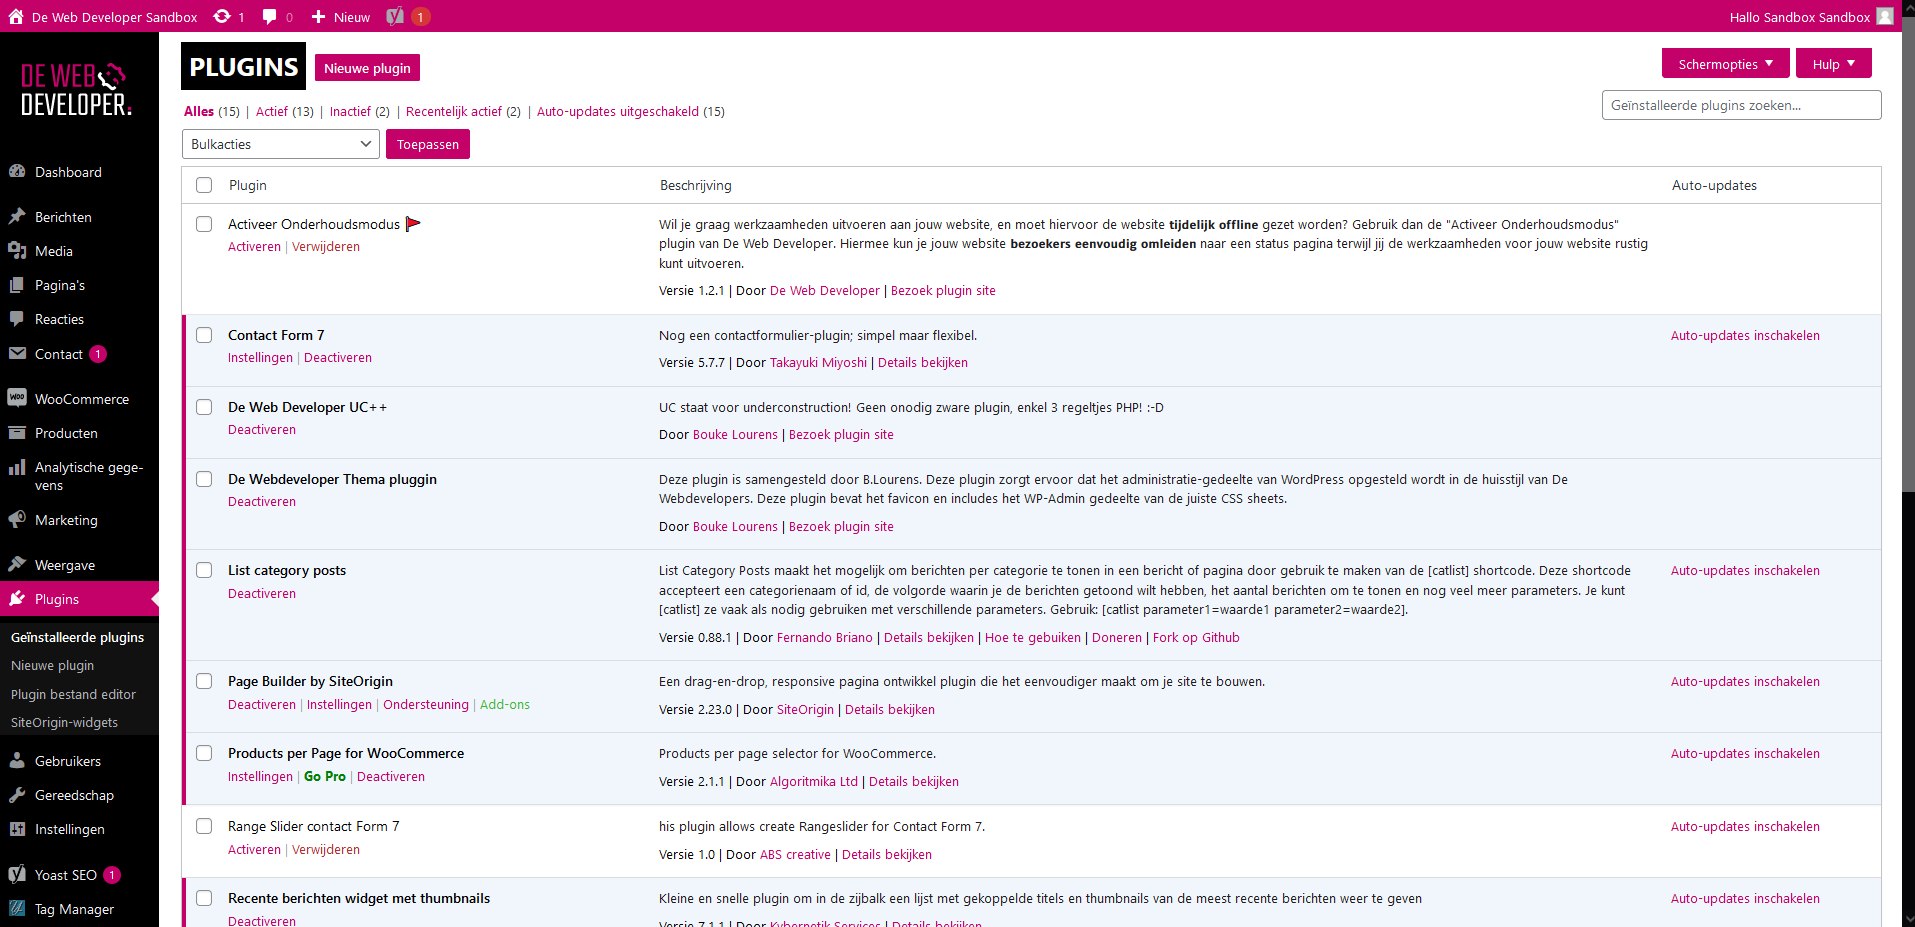 De Web Developer Sandbox 1 0 Nieuw 1 Hallo Sandbox Sandbox
DE WEB
DEVELOPER.
Dashboard
Berichten
Media
Pagina's
Reacties
Contact 1
WooCommerce
Producten
Analytische gege-
vens
Marketing
Weergave
Plugins
Geïnstalleerde plugins
Nieuwe plugin
Plugin bestand editor
SiteOrigin-widgets
Gebruikers
Gereedschap
Instellingen
Yoast SEO 1
Tag Manager
PLUGINS Nieuwe plugin
Schermopties Hulp
Alles (15) | Actief (13) | Inactief (2) | Recentelijk actief (2) | Auto-updates uitgeschakeld (15)
Geïnstalleerde plugins zoeken...
Bulkacties Toepassen
Plugin Beschrijving Auto-updates
Activeer Onderhoudsmodus
Activeren | Verwijderen
Wil je graag werkzaamheden uitvoeren aan jouw website, en moet hiervoor de website tijdelijk offline gezet worden? Gebruik dan de "Activeer Onderhoudsmodus"
plugin van De Web Developer. Hiermee kun je jouw website bezoekers eenvoudig omleiden naar een status pagina terwijl jij de werkzaamheden voor jouw website rustig
kunt uitvoeren.
Versie 1.2.1 | Door De Web Developer | Bezoek plugin site
Contact Form 7
Instellingen | Deactiveren
Nog een contactformulier-plugin; simpel maar flexibel.
Versie 5.7.7 | Door Takayuki Miyoshi | Details bekijken
Auto-updates inschakelen
De Web Developer UC++
Deactiveren
UC staat voor underconstruction! Geen onodig zware plugin, enkel 3 regeltjes PHP! :-D
Door Bouke Lourens | Bezoek plugin site
De Webdeveloper Thema pluggin
Deactiveren
Deze plugin is samengesteld door B.Lourens. Deze plugin zorgt ervoor dat het administratie-gedeelte van WordPress opgesteld wordt in de huisstijl van De
Webdevelopers. Deze plugin bevat het favicon en includes het WP-Admin gedeelte van de juiste CSS sheets.
Door Bouke Lourens | Bezoek plugin site
List category posts
Deactiveren
List Category Posts maakt het mogelijk om berichten per categorie te tonen in een bericht of pagina door gebruik te maken van de [catlist] shortcode. Deze shortcode
accepteert een categorienaam of id, de volgorde waarin je de berichten getoond wilt hebben, het aantal berichten om te tonen en nog veel meer parameters. Je kunt
[catlist] ze vaak als nodig gebruiken met verschillende parameters. Gebruik: [catlist parameter1=waarde1 parameter2=waarde2].
Versie 0.88.1 | Door Fernando Briano | Details bekijken | Hoe te gebuiken | Doneren | Fork op Github
Auto-updates inschakelen
Page Builder by SiteOrigin
Deactiveren | Instellingen | Ondersteuning | Add-ons
Een drag-en-drop, responsive pagina ontwikkel plugin die het eenvoudiger maakt om je site te bouwen.
Versie 2.23.0 | Door SiteOrigin | Details bekijken
Auto-updates inschakelen
Products per Page for WooCommerce
Instellingen | Go Pro | Deactiveren
Products per page selector for WooCommerce.
Versie 2.1.1 | Door Algoritmika Ltd | Details bekijken
Auto-updates inschakelen
Range Slider contact Form 7
Activeren | Verwijderen
his plugin allows create Rangeslider for Contact Form 7.
Versie 1.0 | Door ABS creative | Details bekijken
Auto-updates inschakelen
Recente berichten widget met thumbnails
Deactiveren
Kleine en snelle plugin om in de zijbalk een lijst met gekoppelde titels en thumbnails van de meest recente berichten weer te geven
Versie 7.1.1 | Door Kybernetik Services | Details bekijken
Auto-updates inschakelen